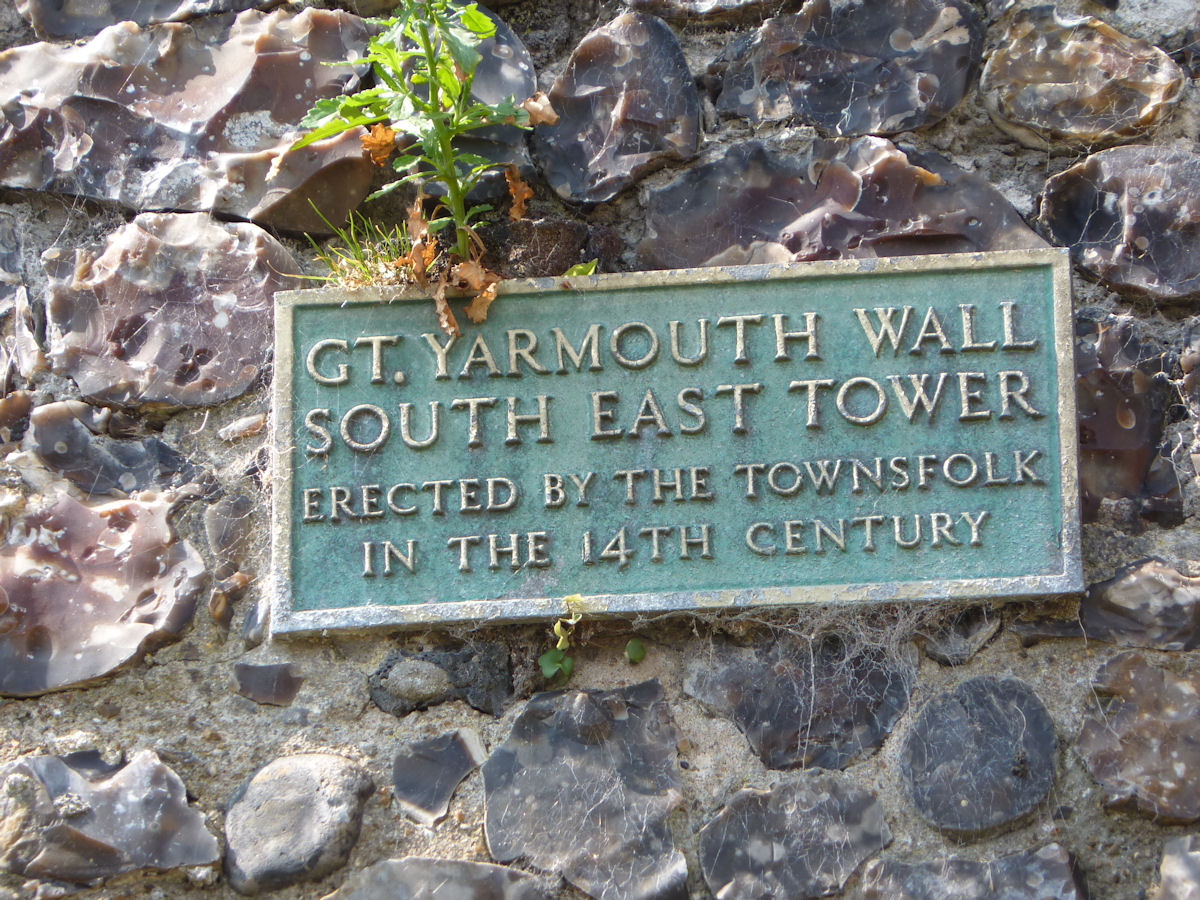 GT. YARMOUTH WALL
SOUTH EAST TOWER
ERECTED BY THE TOWNSFOLK
IN THE 14TH CENTURY